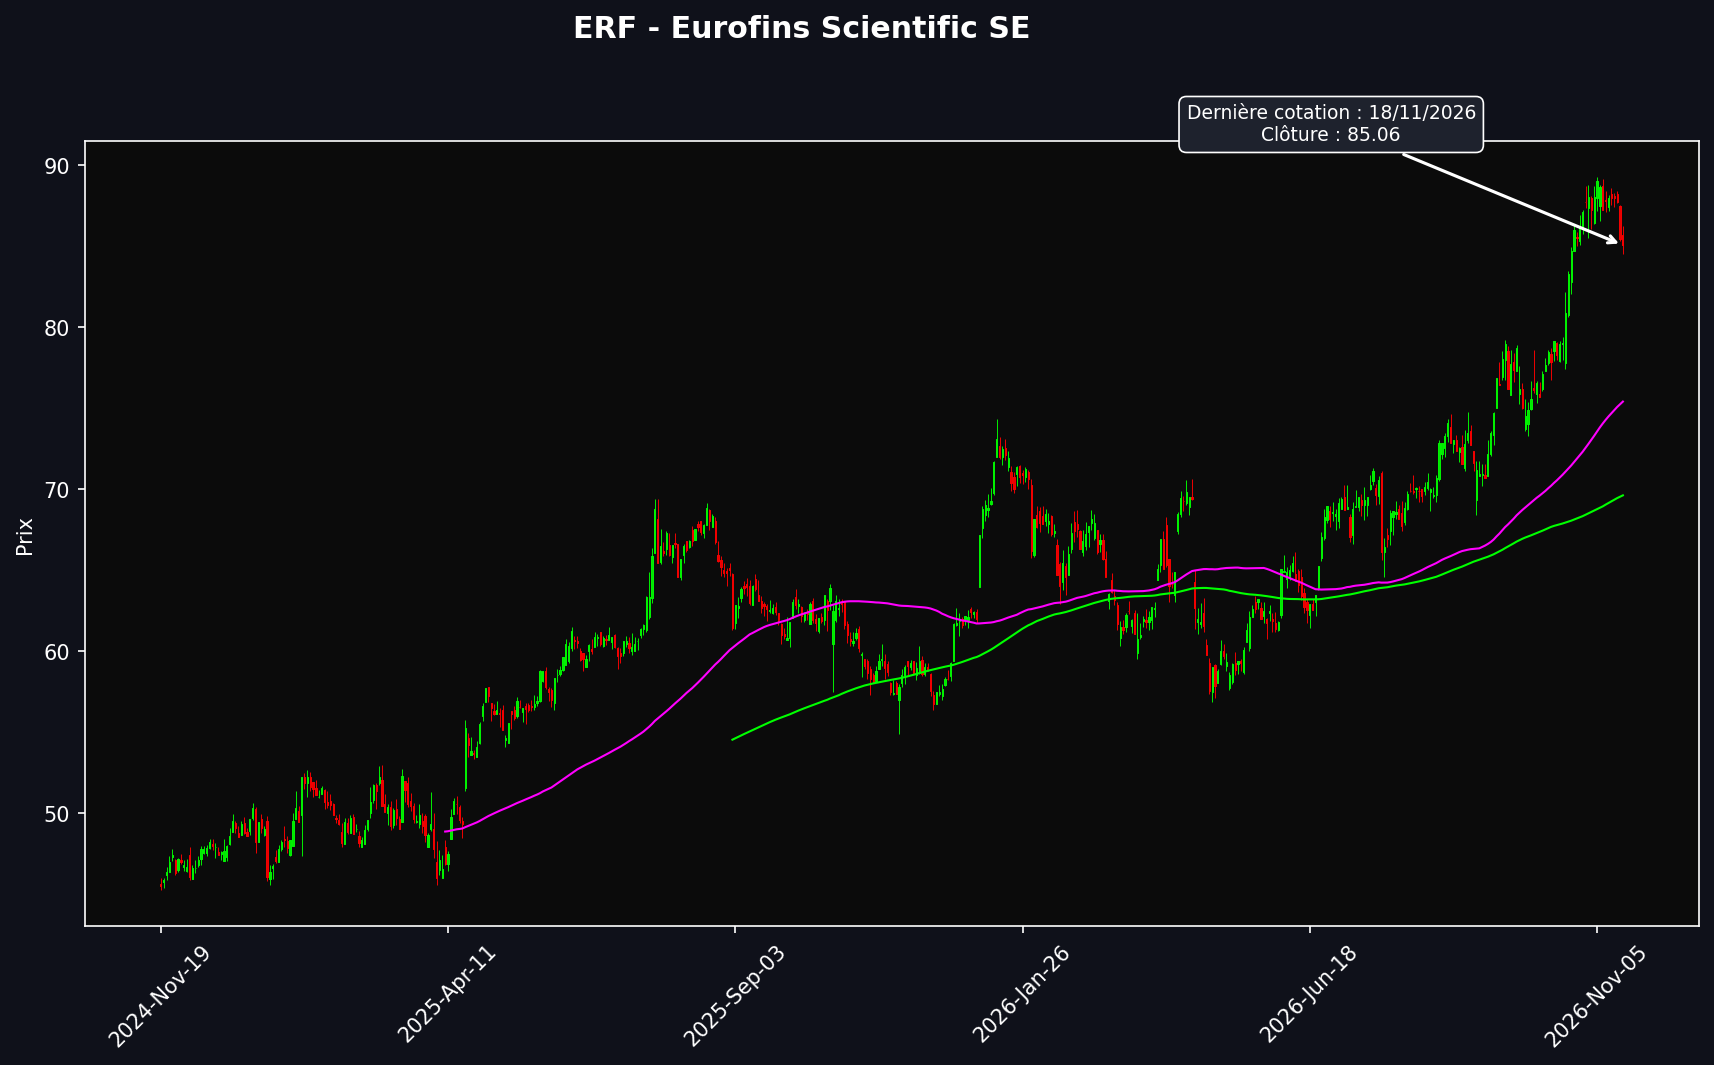 ERF - Eurofins Scientific SE
Dernière cotation : 18/11/2026
Clôture : 85.06
90
80
70
60
50
Prix
2024-Nov-19
2025-Apr-11
2025-Sep-03
2026-Jan-26
2026-Jun-18
2026-Nov-05